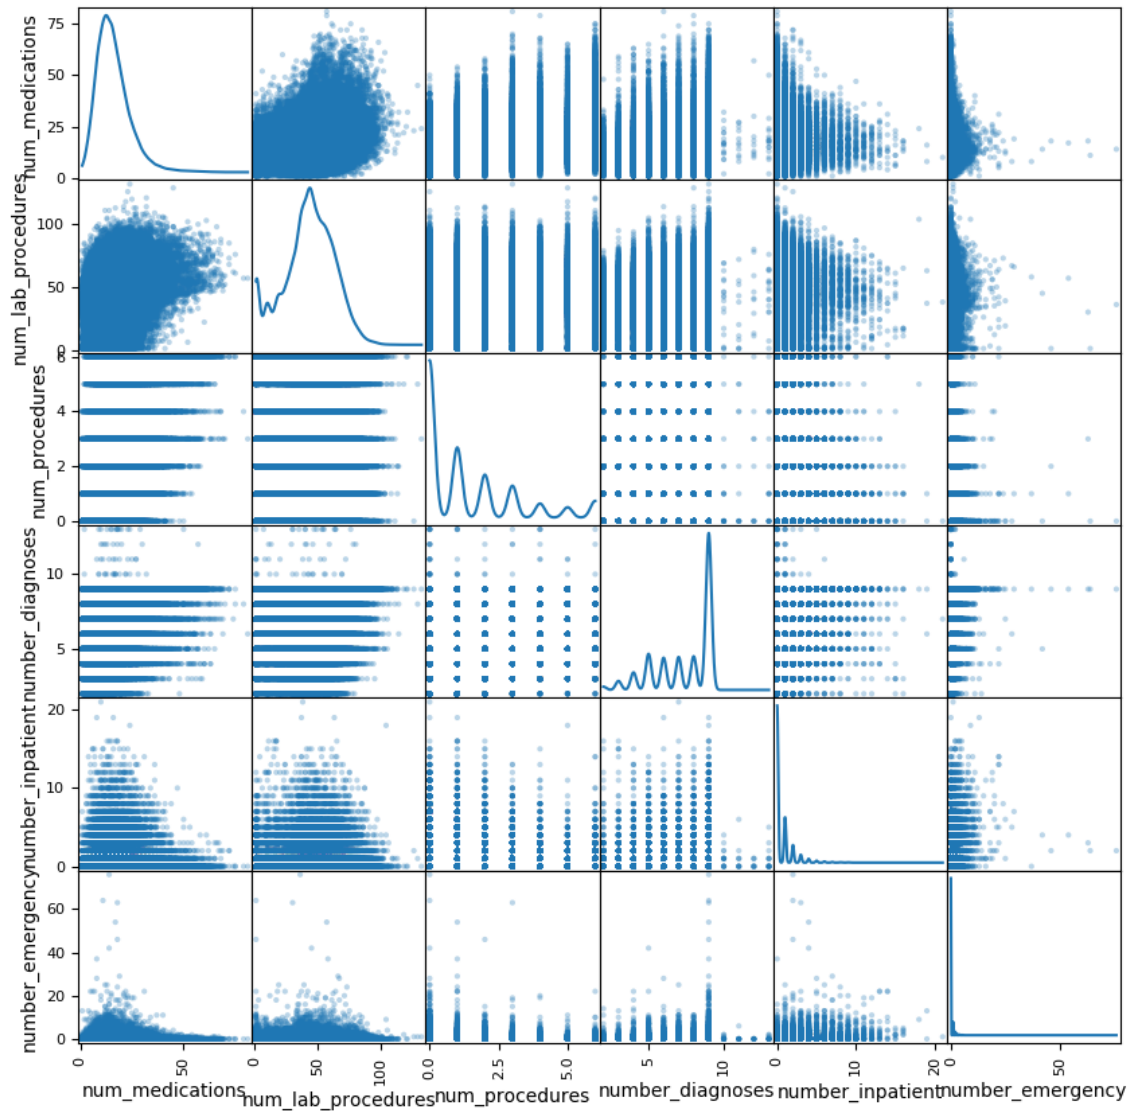 75
50
25
0
num_medications
100
50
0
num_lab_procedures
6
4
2
0
num_procedures
10
5
number_diagnoses
20
10
0
number_inpatient
60
40
20
0
number_emergency
0 50 0 50 100 0.0 2.5 5.0 5 10 0 10 20 0 50
num_medications num_lab_procedures num_procedures number_diagnoses number_inpatient number_emergency